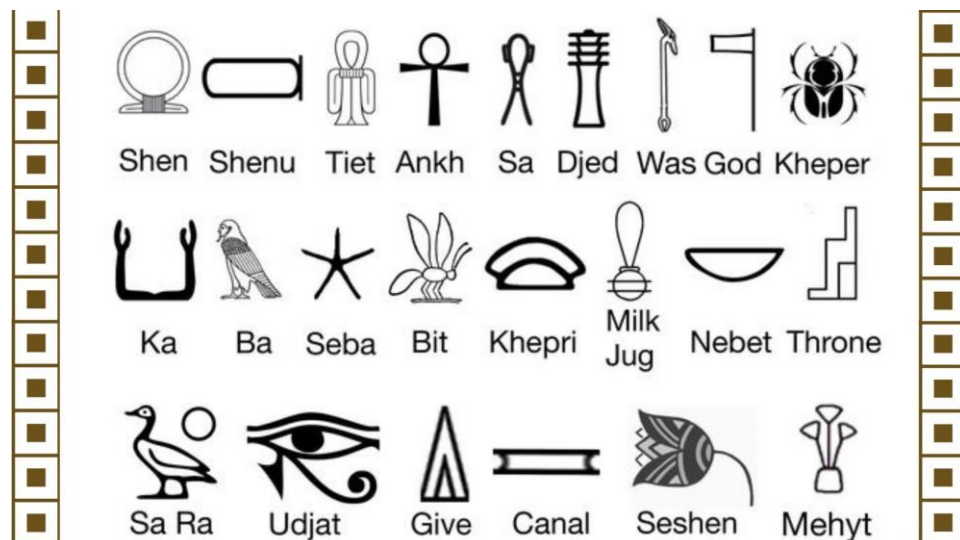 Shen Shenu Tiet Ankh Sa Djed Was God Kheper
Ka Ba Seba Bit Khepri Milk Jug Nebet Throne
Sa Ra Udjat Give Canal Seshen Mehyt